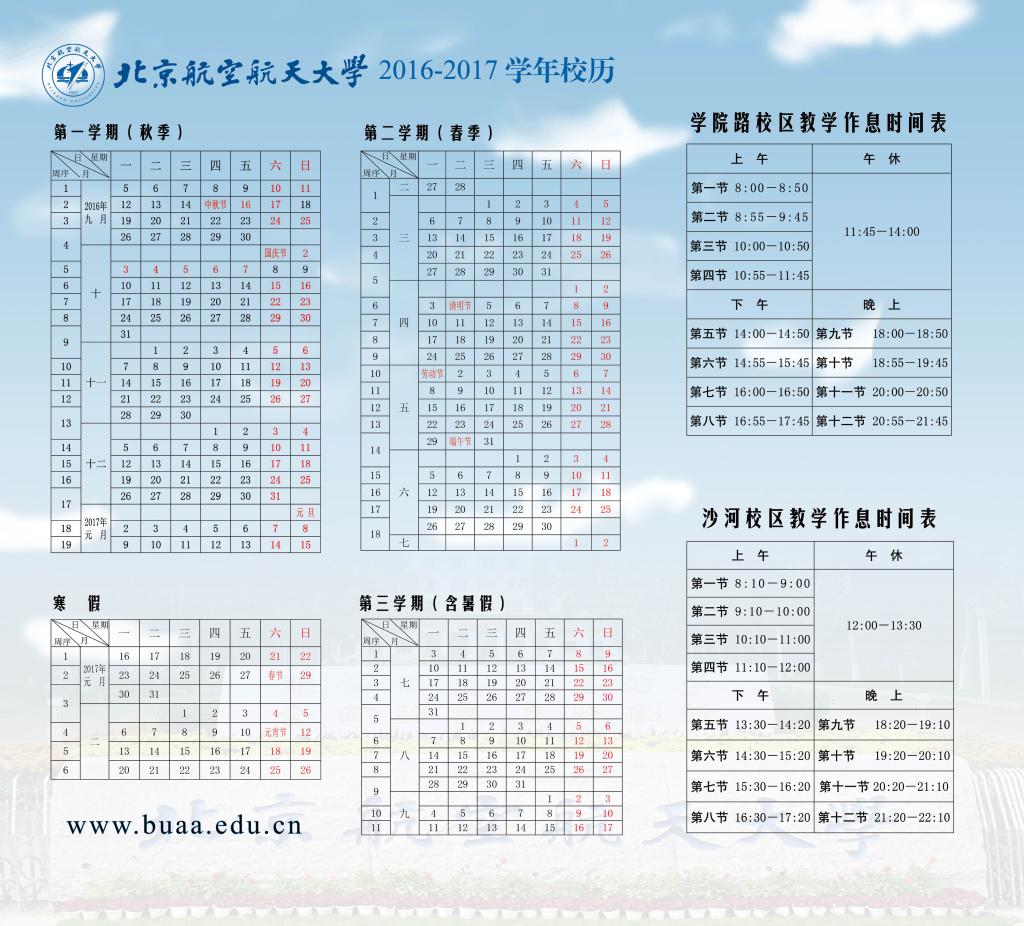 北京航空航天大學 2016-2017 学年校历
第一学期（秋季）
日 星期 周序 月 一 二 三 四 五 六 日
1 2016年九月 5 6 7 8 9 10 11
2 12 13 14 中秋节 16 17 18
3 19 20 21 22 23 24 25
4 26 27 28 29 30
十 国庆节 2
5 3 4 5 6 7 8 9
6 10 11 12 13 14 15 16
7 17 18 19 20 21 22 23
8 24 25 26 27 28 29 30
9 31
十一 1 2 3 4 5 6
10 7 8 9 10 11 12 13
11 14 15 16 17 18 19 20
12 21 22 23 24 25 26 27
13 28 29 30
十二 1 2 3 4
14 5 6 7 8 9 10 11
15 12 13 14 15 16 17 18
16 19 20 21 22 23 24 25
17 26 27 28 29 30 31
2017年元月 元旦
18 2 3 4 5 6 7 8
19 9 10 11 12 13 14 15
第二学期（春季）
日 星期 周序 月 一 二 三 四 五 六 日
1 二 27 28
三 1 2 3 4 5
2 6 7 8 9 10 11 12
3 13 14 15 16 17 18 19
4 20 21 22 23 24 25 26
5 27 28 29 30 31
四 1 2
6 3 清明节 5 6 7 8 9
7 10 11 12 13 14 15 16
8 17 18 19 20 21 22 23
9 24 25 26 27 28 29 30
10 五 劳动节 2 3 4 5 6 7
11 8 9 10 11 12 13 14
12 15 16 17 18 19 20 21
13 22 23 24 25 26 27 28
14 29 端午节 31
六 1 2 3 4
15 5 6 7 8 9 10 11
16 12 13 14 15 16 17 18
17 19 20 21 22 23 24 25
18 26 27 28 29 30
七 1 2
寒 假
日 星期 周序 月 一 二 三 四 五 六 日
1 2017年元月 16 17 18 19 20 21 22
2 23 24 25 26 27 春节 29
3 30 31
二 1 2 3 4 5
4 6 7 8 9 10 元宵节 12
5 13 14 15 16 17 18 19
6 20 21 22 23 24 25 26
www.buaa.edu.cn
第三学期（含暑假）
日 星期 周序 月 一 二 三 四 五 六 日
1 七 3 4 5 6 7 8 9
2 10 11 12 13 14 15 16
3 17 18 19 20 21 22 23
4 24 25 26 27 28 29 30
5 31
八 1 2 3 4 5 6
6 7 8 9 10 11 12 13
7 14 15 16 17 18 19 20
8 21 22 23 24 25 26 27
9 28 29 30 31
九 1 2 3
10 4 5 6 7 8 9 10
11 11 12 13 14 15 16 17
学院路校区教学作息时间表
上 午 午 休
第一节 8:00－8:50 11:45－14:00
第二节 8:55－9:45
第三节 10:00－10:50
第四节 10:55－11:45
下 午 晚 上
第五节 14:00－14:50 第九节 18:00－18:50
第六节 14:55－15:45 第十节 18:55－19:45
第七节 16:00－16:50 第十一节 20:00－20:50
第八节 16:55－17:45 第十二节 20:55－21:45
沙河校区教学作息时间表
上 午 午 休
第一节 8:10－9:00 12:00－13:30
第二节 9:10－10:00
第三节 10:10－11:00
第四节 11:10－12:00
下 午 晚 上
第五节 13:30－14:20 第九节 18:20－19:10
第六节 14:30－15:20 第十节 19:20－20:10
第七节 15:30－16:20 第十一节 20:20－21:10
第八节 16:30－17:20 第十二节 21:20－22:10
北京航空航天大学